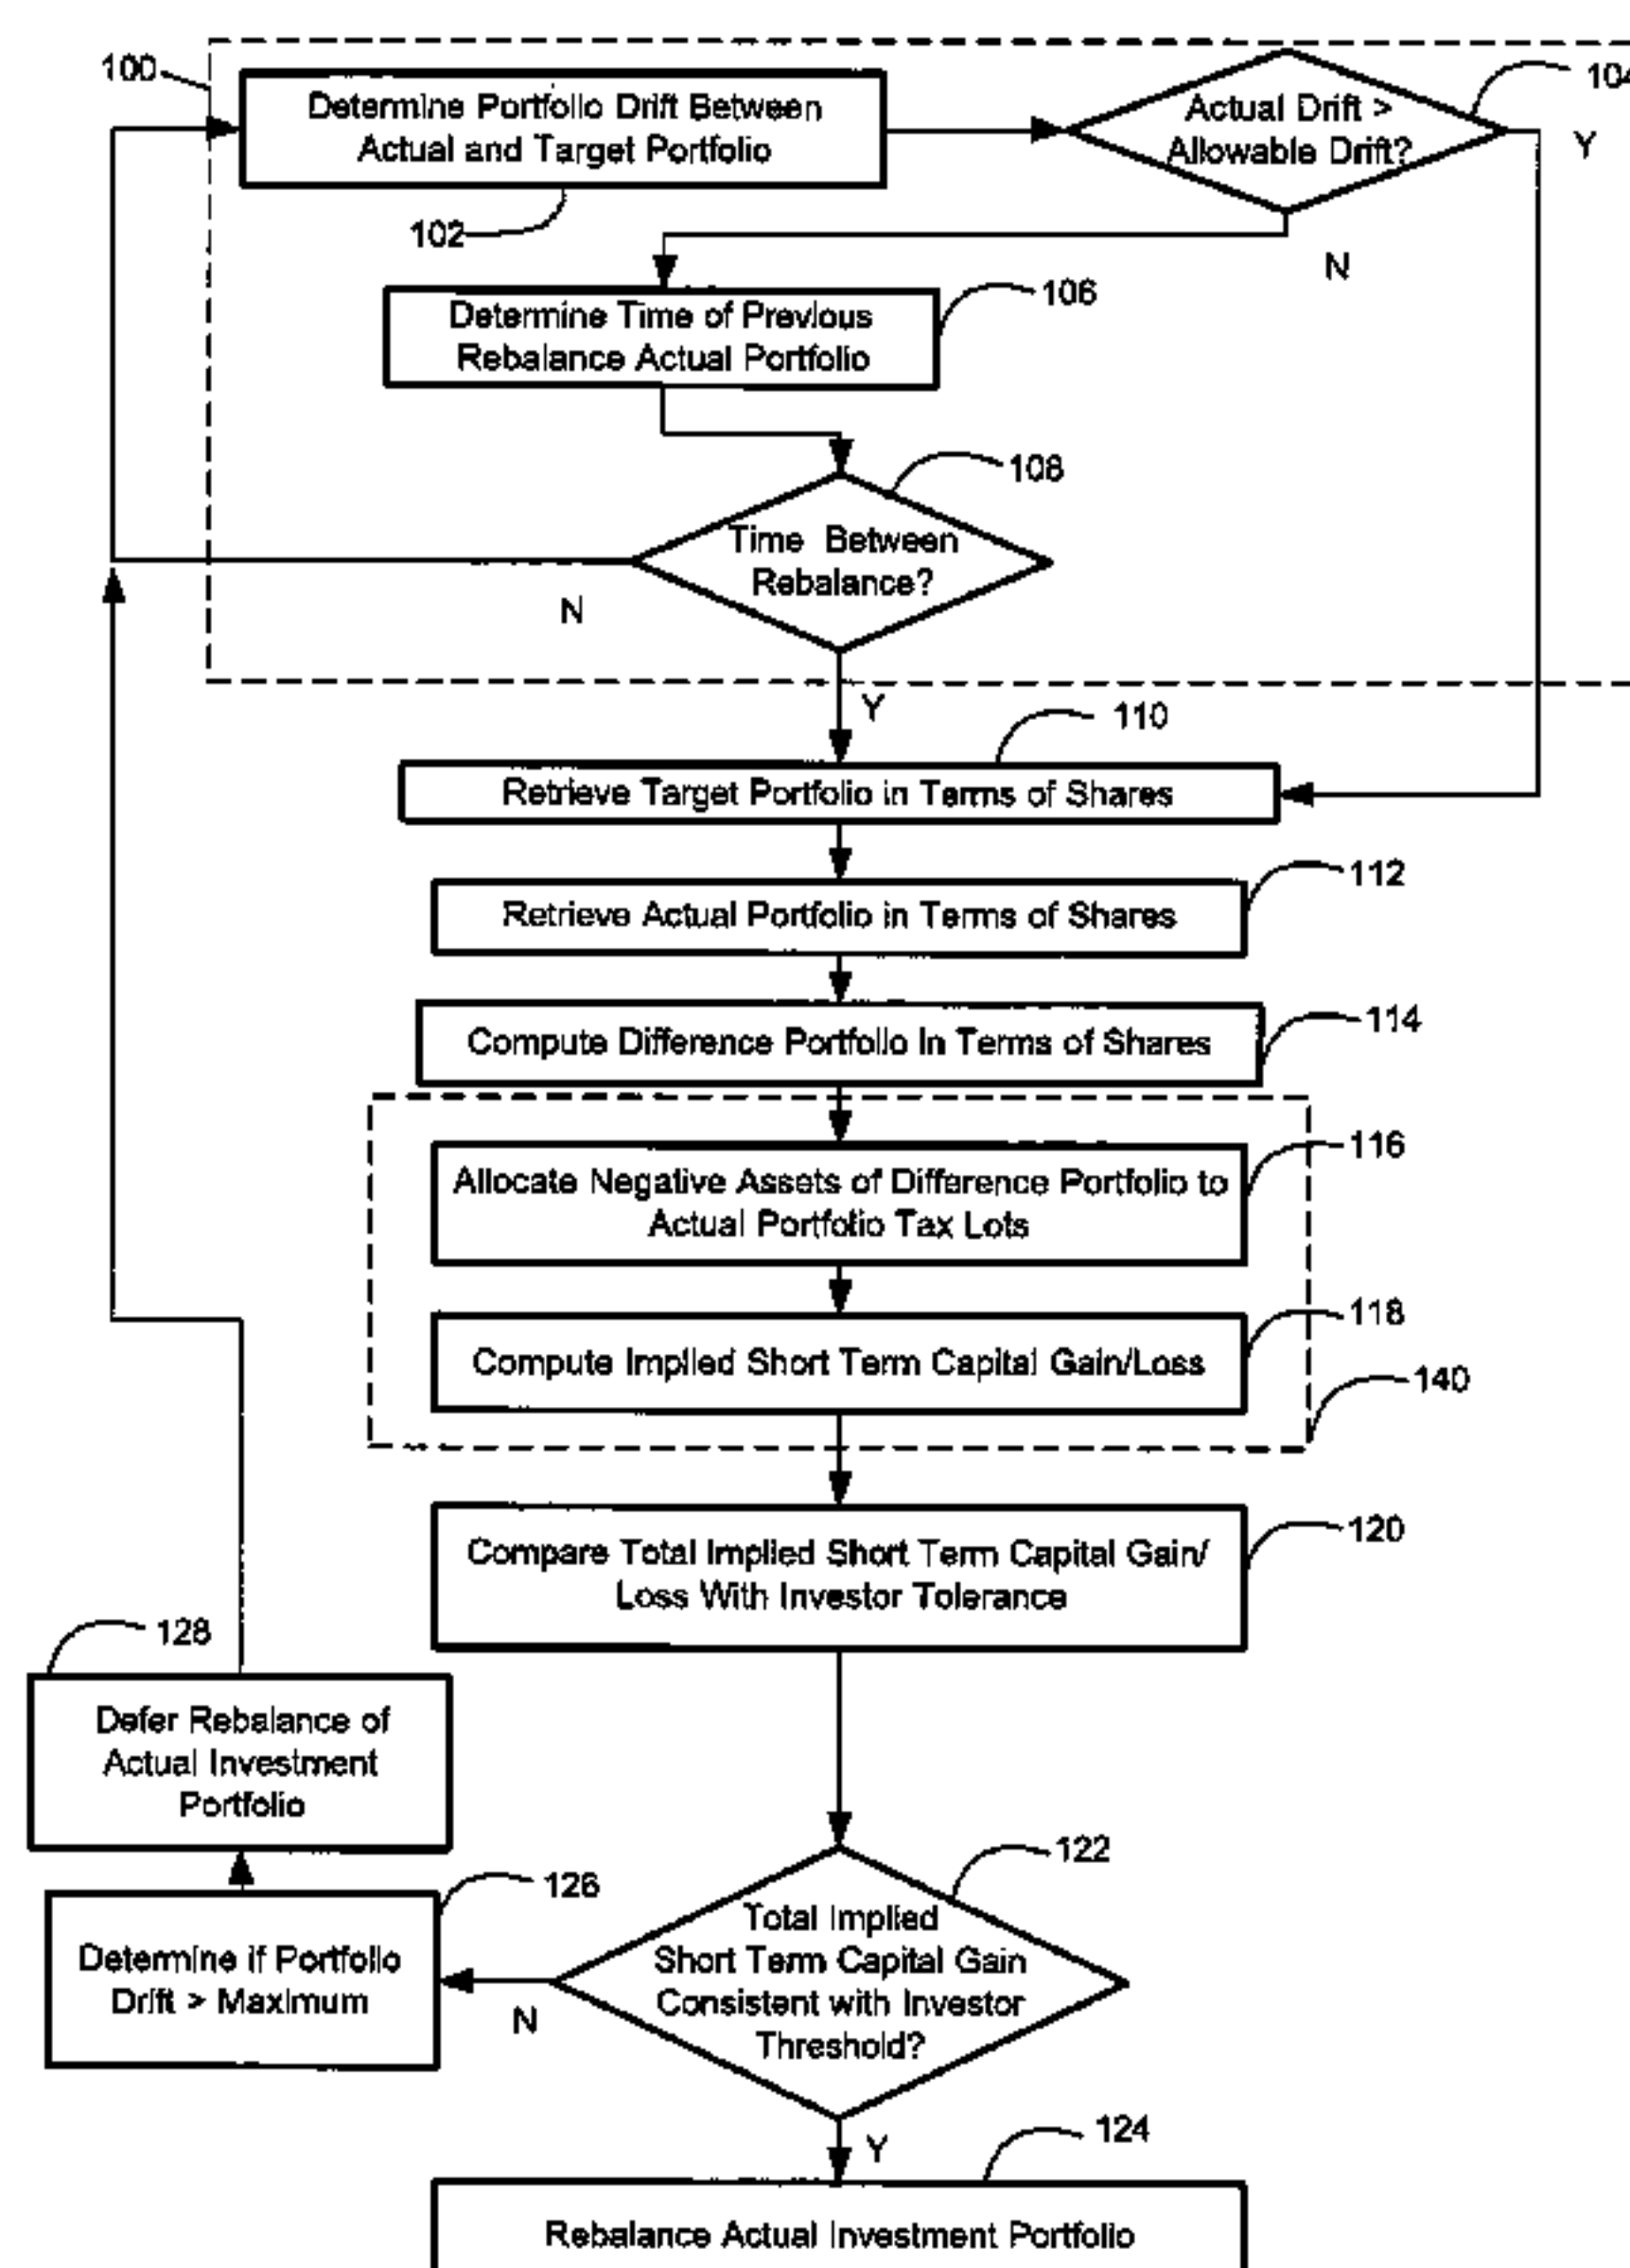 100
Determine Portfolio Drift Between
Actual and Target Portfolio
102
Actual Drift >
Allowable Drift?
104
Y
N
Determine Time of Previous
Rebalance Actual Portfolio
106
108
Time Between
Rebalance?
N
Y
110
Retrieve Target Portfolio in Terms of Shares
112
Retrieve Actual Portfolio in Terms of Shares
114
Compute Difference Portfolio In Terms of Shares
116
Allocate Negative Assets of Difference Portfolio to
Actual Portfolio Tax Lots
118
Compute Implied Short Term Capital Gain/Loss
140
120
Compare Total Implied Short Term Capital Gain/
Loss With Investor Tolerance
128
Defer Rebalance of
Actual Investment
Portfolio
126
Determine if Portfolio
Drift > Maximum
122
Total Implied
Short Term Capital Gain
Consistent with Investor
Threshold?
N
Y
124
Rebalance Actual Investment Portfolio